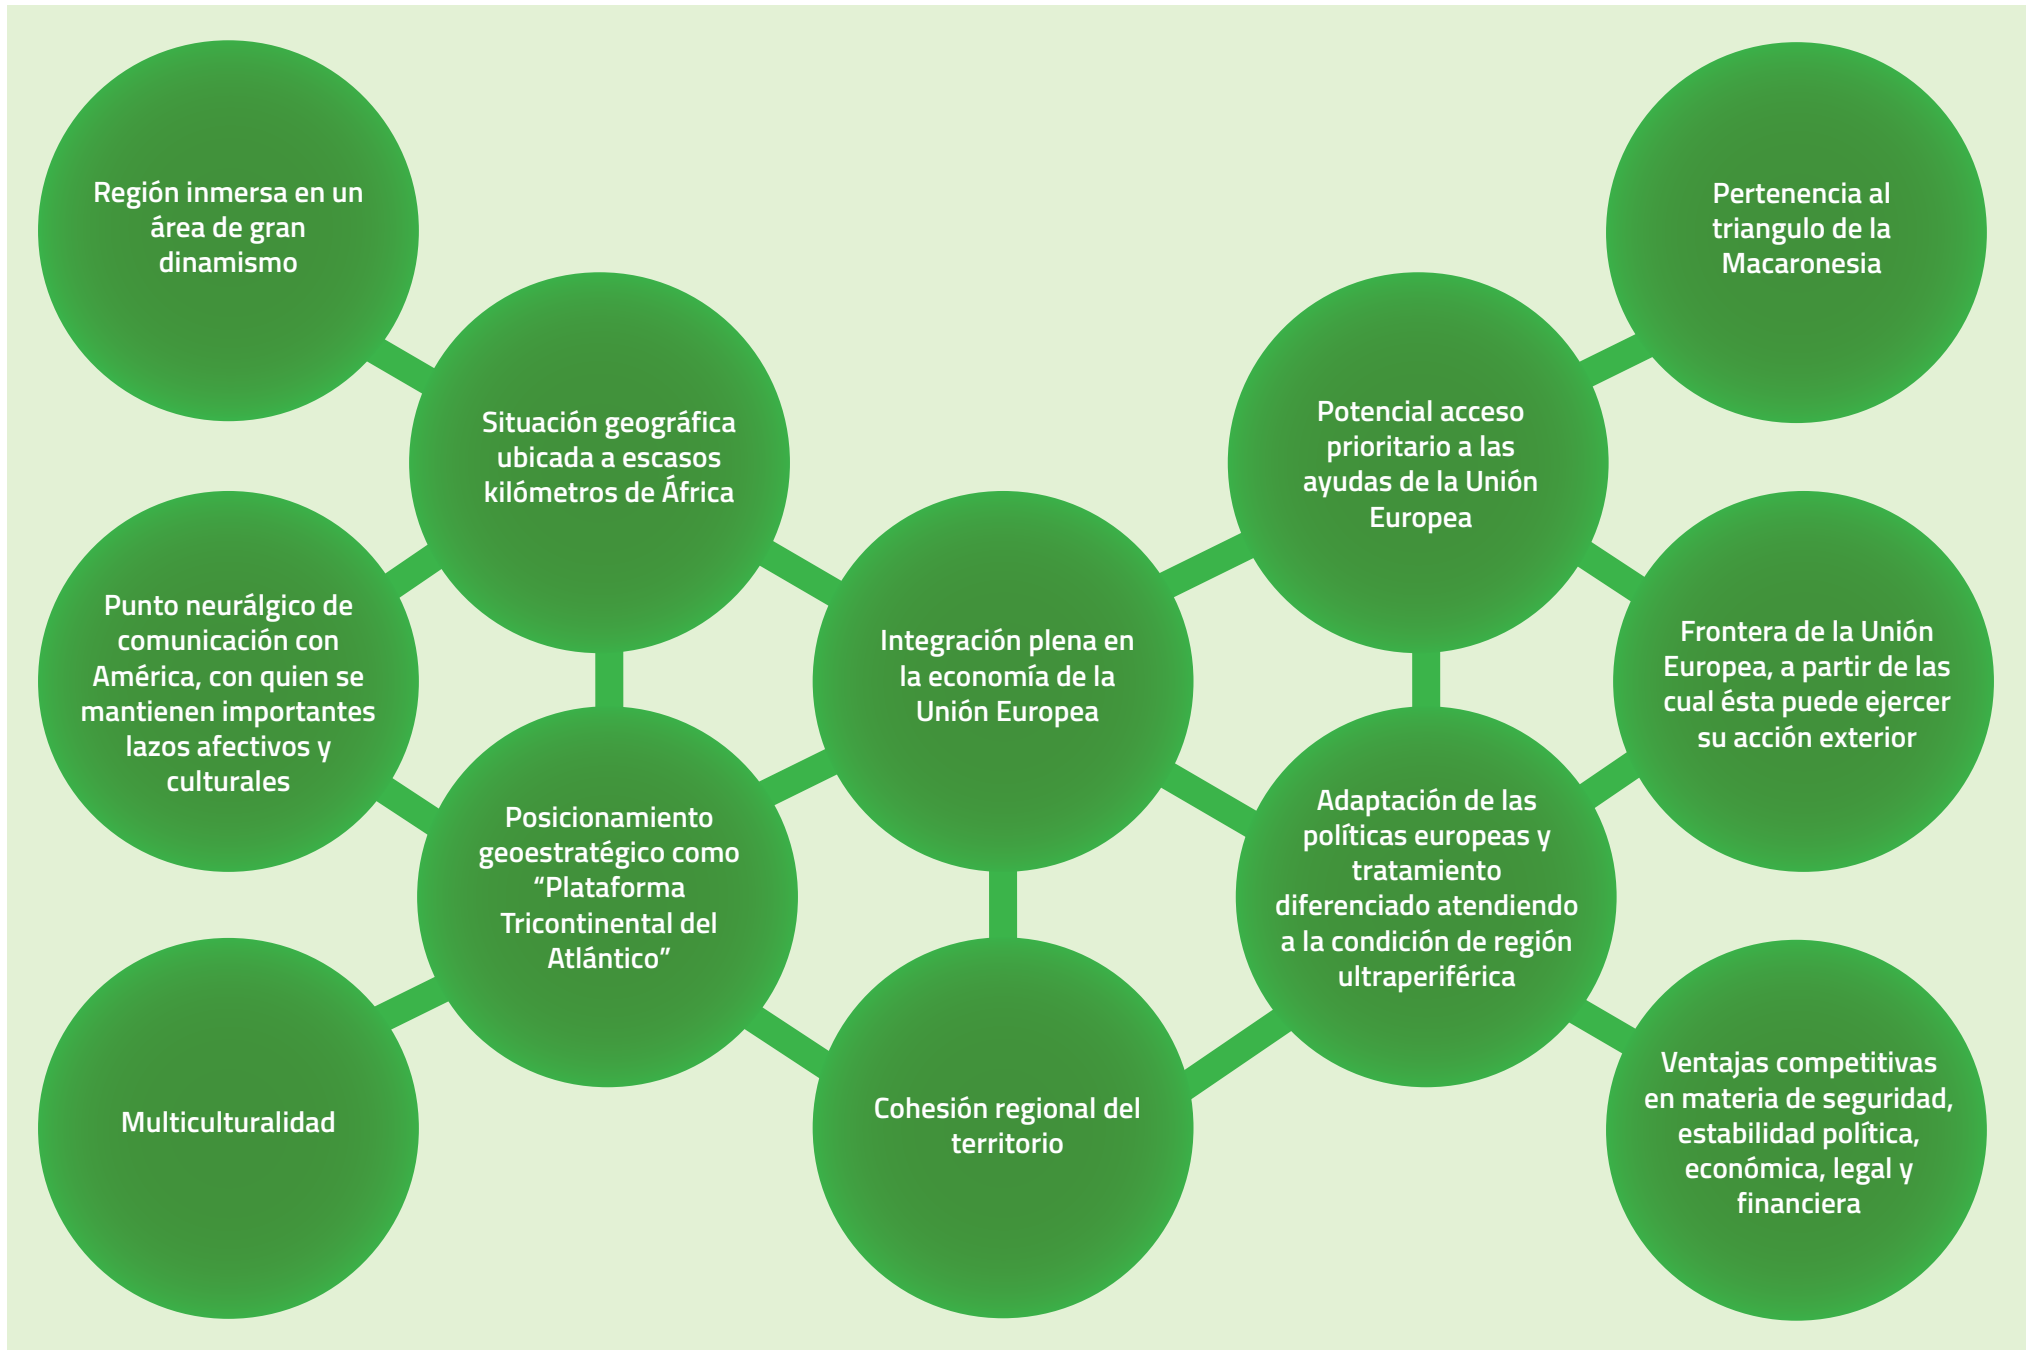 Región inmersa en un
área de gran
dinamismo
Pertenencia al
triangulo de la
Macaronesia
Situación geográfica
ubicada a escasos
kilómetros de África
Potencial acceso
prioritario a las
ayudas de la Unión
Europea
Punto neurálgico de
comunicación con
América, con quien se
mantienen importantes
lazos afectivos y
culturales
Integración plena en
la economía de la
Unión Europea
Frontera de la Unión
Europea, a partir de las
cual ésta puede ejercer
su acción exterior
Posicionamiento
geoestratégico como
“Plataforma
Tricontinental del
Atlántico”
Adaptación de las
políticas europeas y
tratamiento
diferenciado atendiendo
a la condición de región
ultraperiférica
Multiculturalidad
Cohesión regional del
territorio
Ventajas competitivas
en materia de seguridad,
estabilidad política,
económica, legal y
financiera